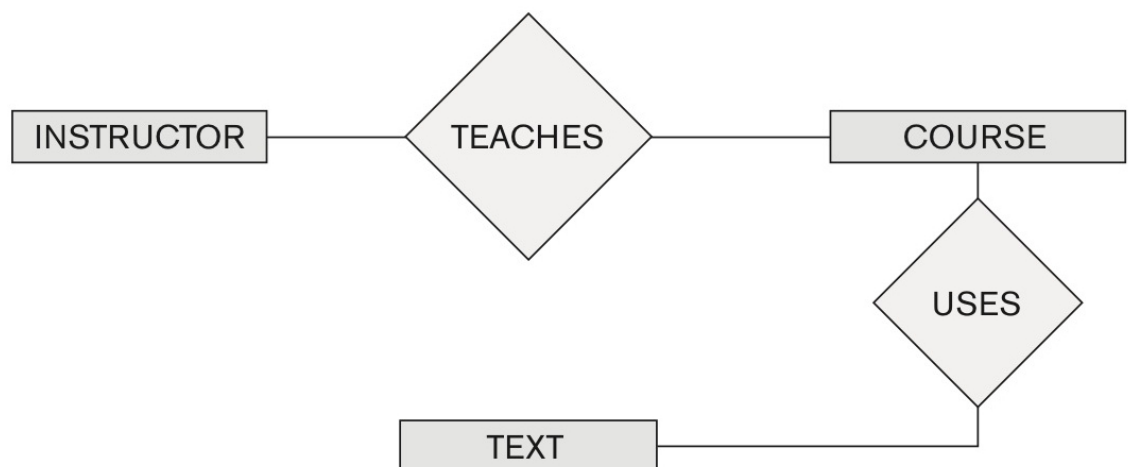 INSTRUCTOR
TEACHES
COURSE
USES
TEXT